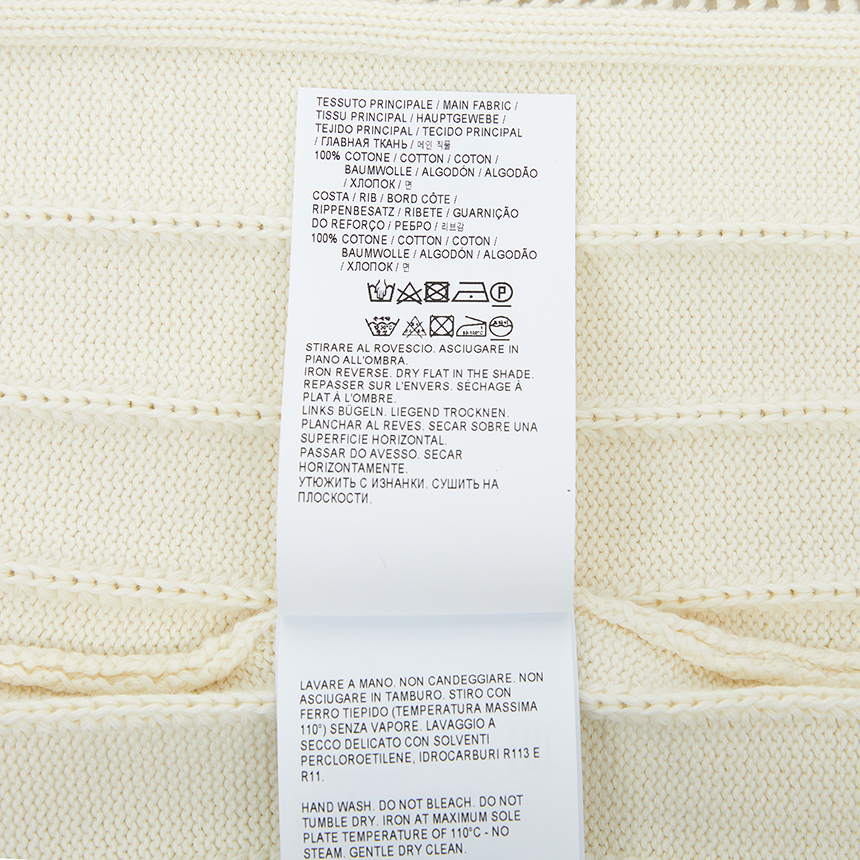 TESSUTO PRINCIPALE / MAIN FABRIC /
TISSU PRINCIPAL / HAUPTGEWEBE /
TEJIDO PRINCIPAL / TECIDO PRINCIPAL
/ ГЛАВНАЯ ТКАНЬ / 메인 직물
100% COTONE / COTTON / COTON /
BAUMWOLLE / ALGODÓN / ALGODÃO
/ ХЛОПОК / 면
COSTA / RIB / BORD CÔTE /
RIPPENBESATZ / RIBETE / GUARNIÇÃO
DO REFORÇO / РЕБРО / 리브감
100% COTONE / COTTON / COTON /
BAUMWOLLE / ALGODÓN / ALGODÃO
/ ХЛОПОК / 면
P
STIRARE AL ROVESCIO. ASCIUGARE IN
PIANO ALL'OMBRA.
IRON REVERSE. DRY FLAT IN THE SHADE.
REPASSER SUR L'ENVERS. SÉCHAGE À
PLAT À L'OMBRE.
LINKS BÜGELN. LIEGEND TROCKNEN.
PLANCHAR AL REVES. SECAR SOBRE UNA
SUPERFICIE HORIZONTAL.
PASSAR DO AVESSO. SECAR
HORIZONTAMENTE.
УТЮЖИТЬ С ИЗНАНКИ. СУШИТЬ НА
ПЛОСКОСТИ.
LAVARE A MANO. NON CANDEGGIARE. NON
ASCIUGARE IN TAMBURO. STIRO CON
FERRO TIEPIDO (TEMPERATURA MASSIMA
110°) SENZA VAPORE. LAVAGGIO A
SECCO DELICATO CON SOLVENTI
PERCLOROETILENE, IDROCARBURI R113 E
R11.
HAND WASH. DO NOT BLEACH. DO NOT
TUMBLE DRY. IRON AT MAXIMUM SOLE
PLATE TEMPERATURE OF 110°C - NO
STEAM. GENTLE DRY CLEAN.